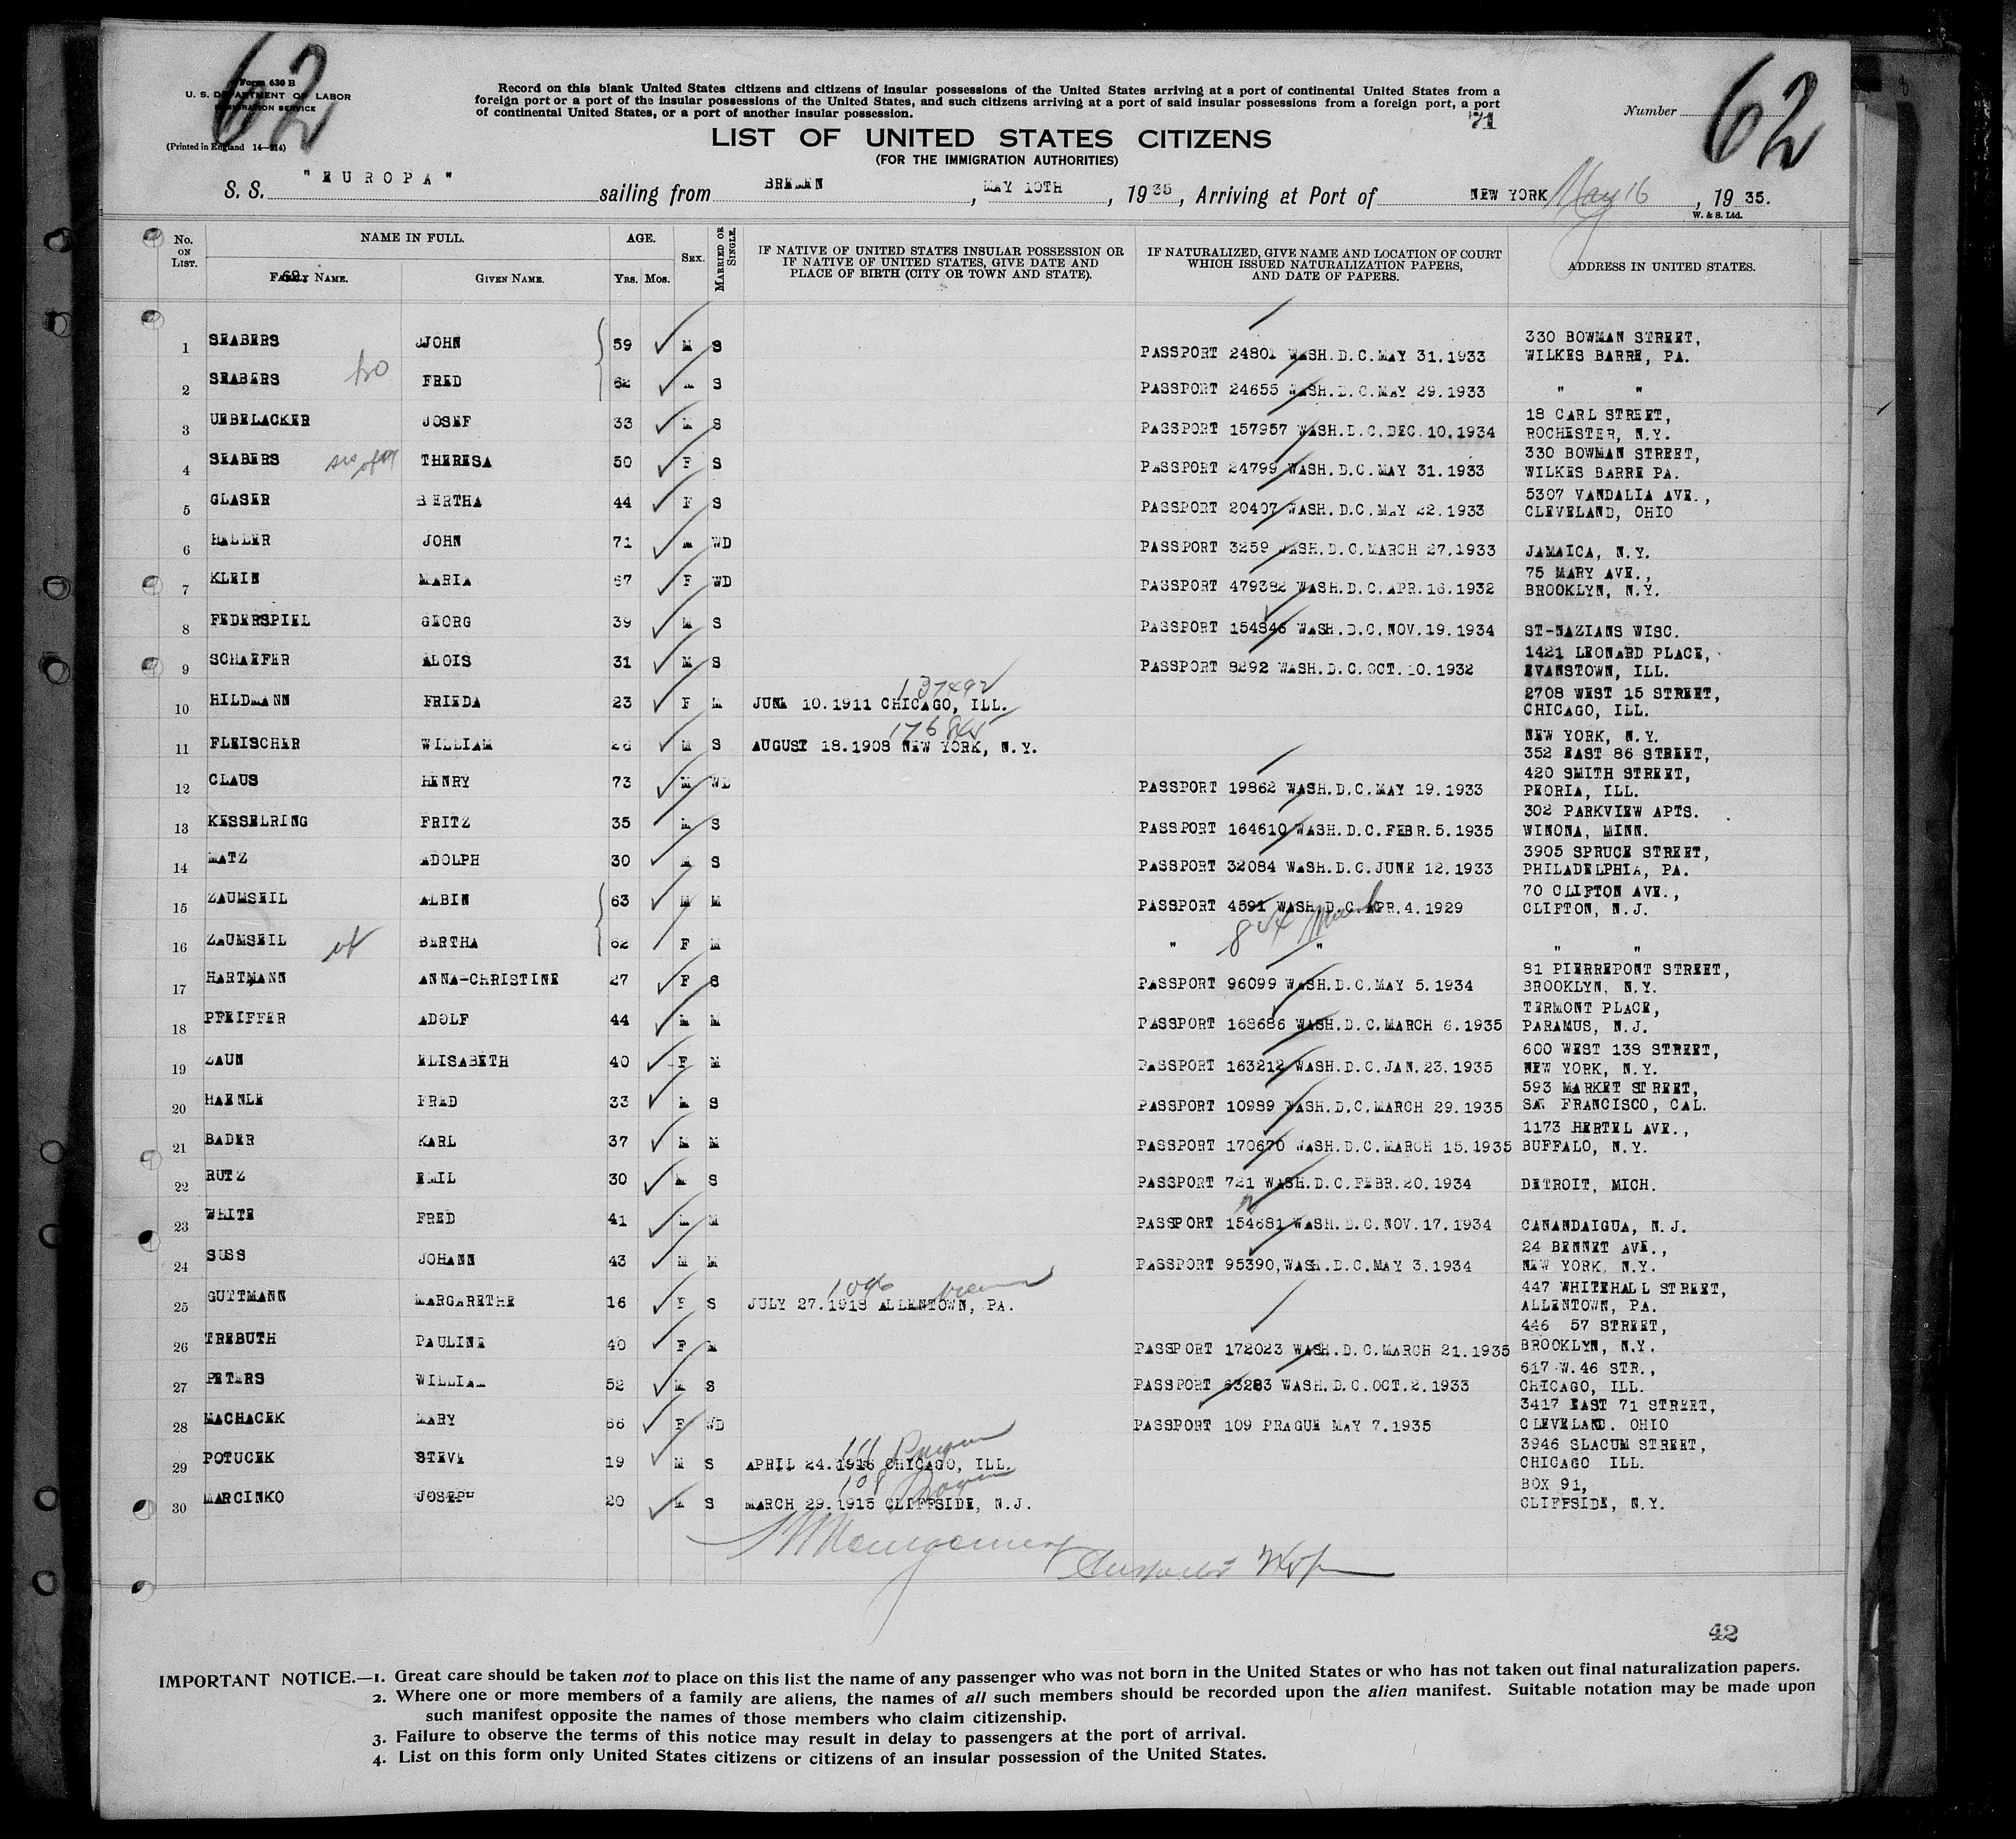 62
62
Form 630 B
U. S. DEPARTMENT OF LABOR
IMMIGRATION SERVICE
(Printed in England 14—214)
Record on this blank United States citizens and citizens of insular possessions of the United States arriving at a port of continental United States from a
foreign port or a port of the insular possessions of the United States, and such citizens arriving at a port of said insular possessions from a foreign port, a port
of continental United States, or a port of another insular possession.
71
Number
LIST OF UNITED STATES CITIZENS
(FOR THE IMMIGRATION AUTHORITIES)
S. S. "EUROPA" sailing from BREMEN, MAY 10TH, 1935, Arriving at Port of NEW YORK May 16, 1935.
W. & S. Ltd.
No. ON LIST. NAME IN FULL. AGE. SEX. MARRIED OR SINGLE. IF NATIVE OF UNITED STATES INSULAR POSSESSION OR IF NATIVE OF UNITED STATES, GIVE DATE AND PLACE OF BIRTH (CITY OR TOWN AND STATE). IF NATURALIZED, GIVE NAME AND LOCATION OF COURT WHICH ISSUED NATURALIZATION PAPERS, AND DATE OF PAPERS. ADDRESS IN UNITED STATES.
62
FAMILY NAME. GIVEN NAME. YRS. MOS.
1 SEABERS JOHN 59 M S PASSPORT 24801 WASH.D.C.MAY 31.1933 330 BOWMAN STREET, WILKES BARRE, PA.
2 SEABERS bro FRED 62 M S PASSPORT 24655 WASH.D.C.MAY 29.1933 " "
3 UEBELACKER JOSEF 33 M S PASSPORT 157957 WASH.D.C.DEC.10.1934 18 CARL STREET, ROCHESTER, N.Y.
4 SEABERS sis of THERESA 50 F S PASSPORT 24799 WASH.D.C.MAY 31.1933 330 BOWMAN STREET, WILKES BARRE PA.
5 GLASER BERTHA 44 F S PASSPORT 20407 WASH.D.C.MAY 22.1933 5307 VANDALIA AVE., CLEVELAND, OHIO
6 HALLER JOHN 71 M WD PASSPORT 3259 WASH.D.C.MARCH 27.1933 JAMAICA, N.Y.
7 KLEIN MARIA 67 F WD PASSPORT 479382 WASH.D.C.APR.16.1932 75 MARY AVE., BROOKLYN, N.Y.
8 FEDERSPIEL GEORG 39 M S PASSPORT 154846 WASH.D.C.NOV.19.1934 ST-NAZIANS WISC.
9 SCHAEFER ALOIS 31 M S PASSPORT 8292 WASH.D.C.OCT.10.1932 1421 LEONARD PLACE, EVANSTOWN, ILL.
137492
10 HILDMANN FRIEDA 23 F M JUNE 10.1911 CHICAGO, ILL. 2708 WEST 15 STREET, CHICAGO, ILL.
11 FLEISCHER WILLIAM 26 M S AUGUST 18.1908 NEW YORK, N.Y. NEW YORK, N.Y. 352 EAST 86 STREET,
12 CLAUS HENRY 73 M WD PASSPORT 19862 WASH.D.C.MAY 19.1933 420 SMITH STREET, PEORIA, ILL.
13 KESSELRING FRITZ 35 M S PASSPORT 164610 WASH.D.C.FEBR.5.1935 302 PARKVIEW APTS. WINONA, MINN.
14 MATZ ADOLPH 30 M S PASSPORT 32084 WASH.D.C.JUNE 12.1933 3905 SPRUCE STREET, PHILADELPHIA, PA.
15 ZAUMSEIL ALBIN 63 M M PASSPORT 4591 WASH.D.C.APR.4.1929 70 CLIFTON AVE., CLIFTON, N.J.
16 ZAUMSEIL wf BERTHA 62 F M " " " "
17 HARTMANN ANNA-CHRISTINE 27 F S PASSPORT 96099 WASH.D.C.MAY 5.1934 81 PIERREPONT STREET, BROOKLYN, N.Y.
18 PFEIFFER ADOLF 44 M M PASSPORT 168686 WASH.D.C.MARCH 6.1935 TERMONT PLACE, PARAMUS, N.J.
19 ZAUN ELISABETH 40 F M PASSPORT 163212 WASH.D.C.JAN.23.1935 600 WEST 138 STREET, NEW YORK, N.Y.
20 HAENLE FRED 33 M S PASSPORT 10989 WASH.D.C.MARCH 29.1935 593 MARKET STREET, SAN FRANCISCO, CAL.
21 BADER KARL 37 M M PASSPORT 170670 WASH.D.C.MARCH 15.1935 1173 HERTEL AVE., BUFFALO, N.Y.
22 RUTZ EMIL 30 M S PASSPORT 721 WASH.D.C.FEBR.20.1934 DETROIT, MICH.
23 WHITE FRED 41 M M PASSPORT 154681 WASH.D.C.NOV.17.1934 CANANDAIGUA, N.J.
24 SUSS JOHANN 43 M M PASSPORT 95390,WASH.D.C.MAY 3.1934 24 BENNET AVE., NEW YORK, N.Y.
25 GUTTMANN MARGARETHE 16 F S JULY 27.1918 ALLENTOWN, PA. 447 WHITEHALL STREET, ALLENTOWN, PA.
26 TREBUTH PAULINE 40 F M PASSPORT 172023 WASH.D.C.MARCH 21.1935 446 57 STREET, BROOKLYN, N.Y.
27 PETERS WILLIAM 52 M S PASSPORT 63283 WASH.D.C.OCT.2.1933 617 W.46 STR., CHICAGO, ILL.
28 MACHACEK MARY 66 F WD PASSPORT 109 PRAGUE MAY 7.1935 3417 EAST 71 STREET, CLEVELAND. OHIO
111 Prague
29 POTUCEK STEVE 19 M S APRIL 24.1916 CHICAGO, ILL. 3946 SLACUM STREET, CHICAGO ILL.
108 Prague
30 MARCINKO JOSEPH 20 M S MARCH 29.1915 CLIFFSIDE, N.J. BOX 91, CLIFFSIDE, N.Y.
42
IMPORTANT NOTICE.—1. Great care should be taken not to place on this list the name of any passenger who was not born in the United States or who has not taken out final naturalization papers.
2. Where one or more members of a family are aliens, the names of all such members should be recorded upon the alien manifest. Suitable notation may be made upon
such manifest opposite the names of those members who claim citizenship.
3. Failure to observe the terms of this notice may result in delay to passengers at the port of arrival.
4. List on this form only United States citizens or citizens of an insular possession of the United States.